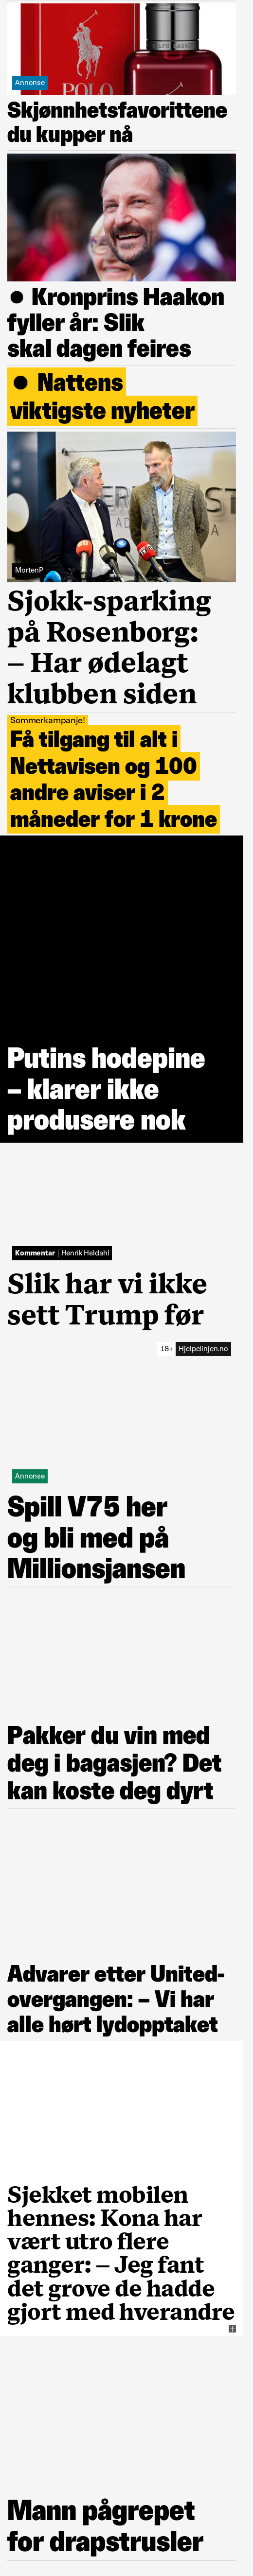 POLO
RALPH LAUREN
POLO
Annonse
Skjønnhetsfavorittene
du kupper nå
Kronprins Haakon
fyller år: Slik
skal dagen feires
Nattens
viktigste nyheter
MortenP
Sjokk-sparking
på Rosenborg:
– Har ødelagt
klubben siden
Sommerkampanje!
Få tilgang til alt i
Nettavisen og 100
andre aviser i 2
måneder for 1 krone
Putins hodepine
– klarer ikke
produsere nok
Kommentar | Henrik Heldahl
Slik har vi ikke
sett Trump før
18+ Hjelpelinjen.no
Annonse
Spill V75 her
og bli med på
Millionsjansen
Pakker du vin med
deg i bagasjen? Det
kan koste deg dyrt
Advarer etter United-
overgangen: – Vi har
alle hørt lydopptaket
Sjekket mobilen
hennes: Kona har
vært utro flere
ganger: – Jeg fant
det grove de hadde
gjort med hverandre
Mann pågrepet
for drapstrusler